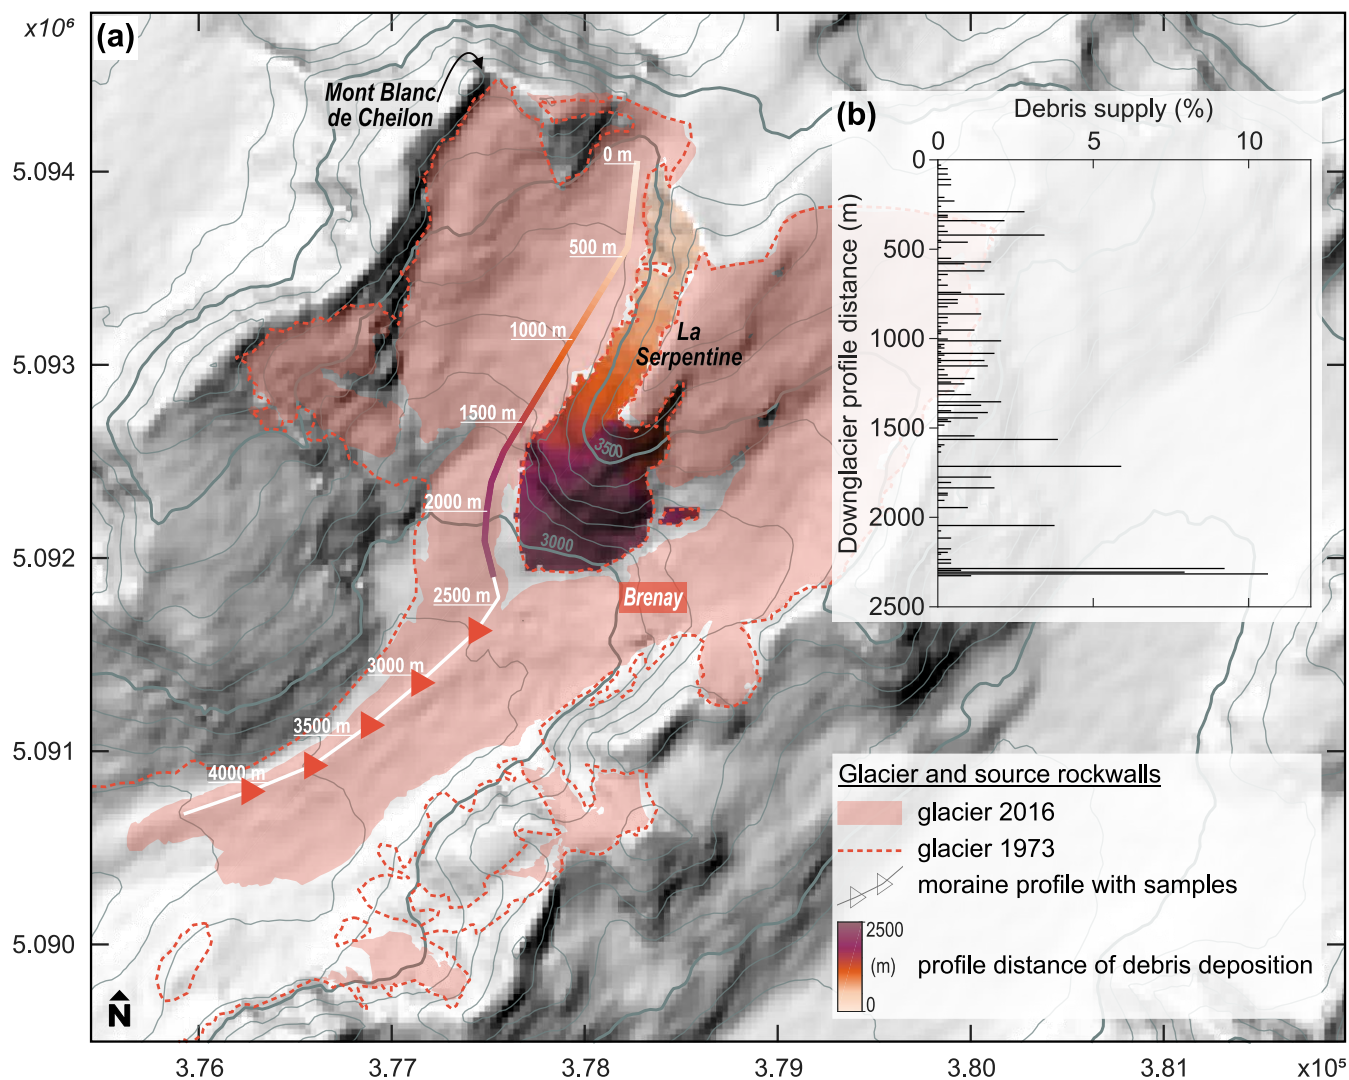 x10⁶
(a)
Mont Blanc
de Cheilon
0 m
500 m
1000 m
La
Serpentine
1500 m
3500
2000 m
3000
2500 m
Brenay
3000 m
3500 m
4000 m
N
5.094
5.093
5.092
5.091
5.090
3.76
3.77
3.78
3.79
3.80
3.81
x10⁵
(b)
Debris supply (%)
0
5
10
Downglacier profile distance (m)
0
500
1000
1500
2000
2500
Glacier and source rockwalls
glacier 2016
glacier 1973
moraine profile with samples
2500
(m)
0
profile distance of debris deposition